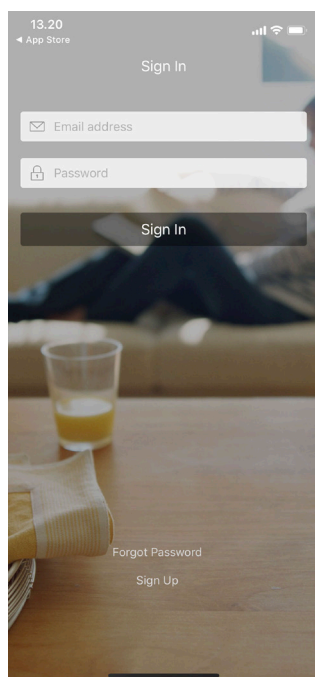 13.20
◀ App Store
Sign In
Email address
Password
Sign In
Forgot Password
Sign Up